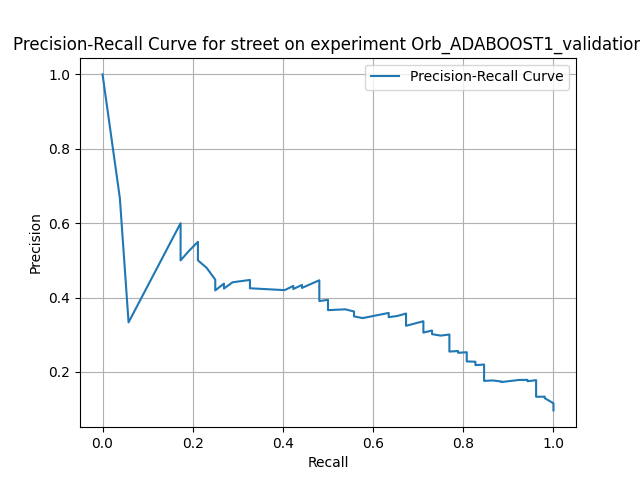 Precision-Recall Curve for street on experiment Orb_ADABOOST1_validation
Precision-Recall Curve
1.0
0.8
0.6
0.4
0.2
Precision
0.0 0.2 0.4 0.6 0.8 1.0
Recall